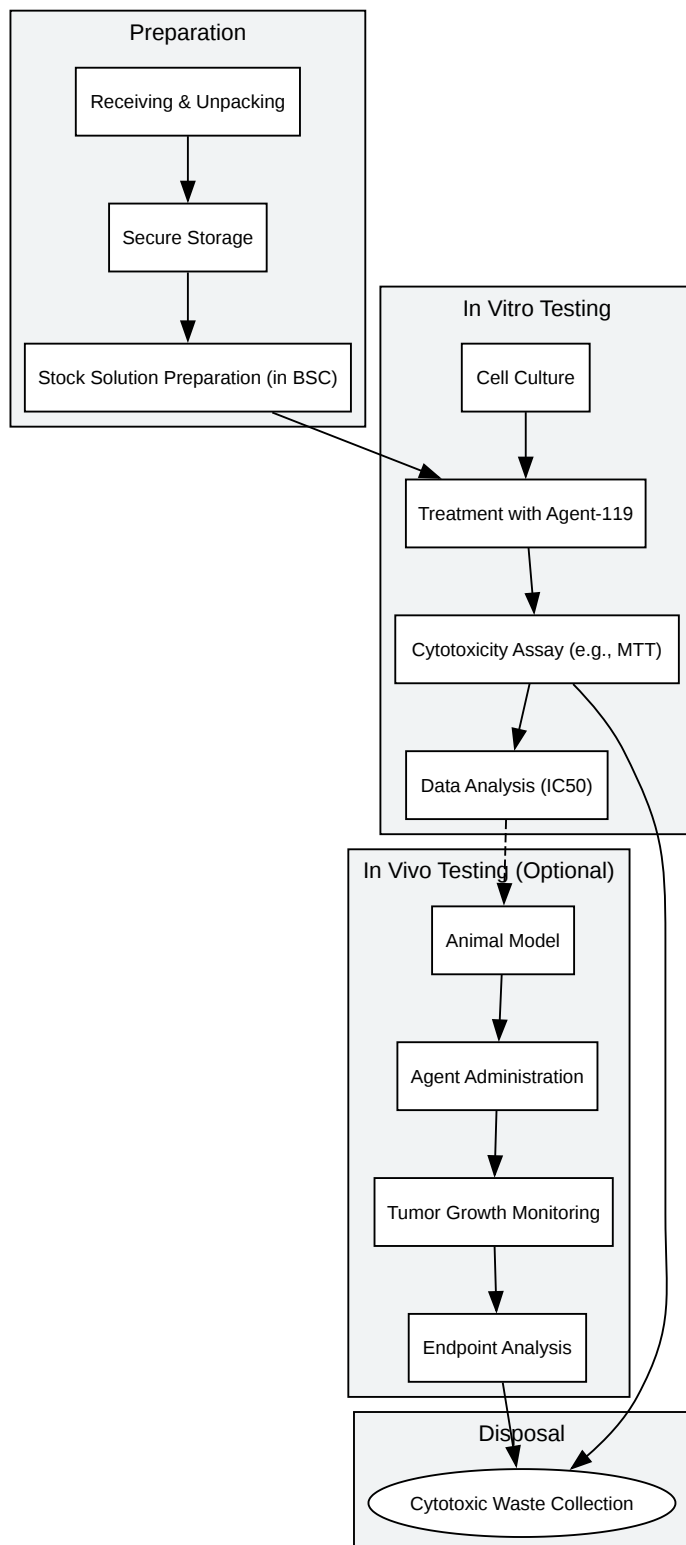 Preparation
Receiving & Unpacking
Secure Storage
Stock Solution Preparation (in BSC)
In Vitro Testing
Cell Culture
Treatment with Agent-119
Cytotoxicity Assay (e.g., MTT)
Data Analysis (IC50)
In Vivo Testing (Optional)
Animal Model
Agent Administration
Tumor Growth Monitoring
Endpoint Analysis
Disposal
Cytotoxic Waste Collection